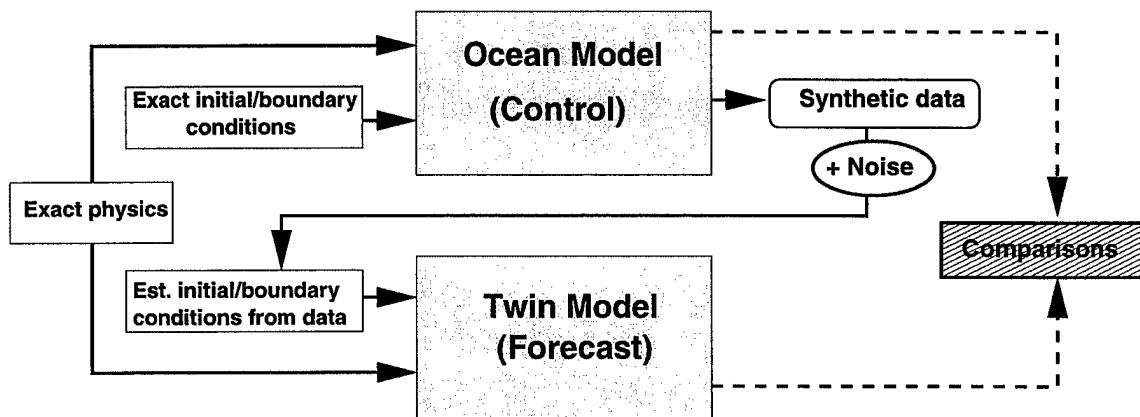 Ocean Model
(Control)
Exact initial/boundary
conditions
Synthetic data
+ Noise
Exact physics
Comparisons
Est. initial/boundary
conditions from data
Twin Model
(Forecast)